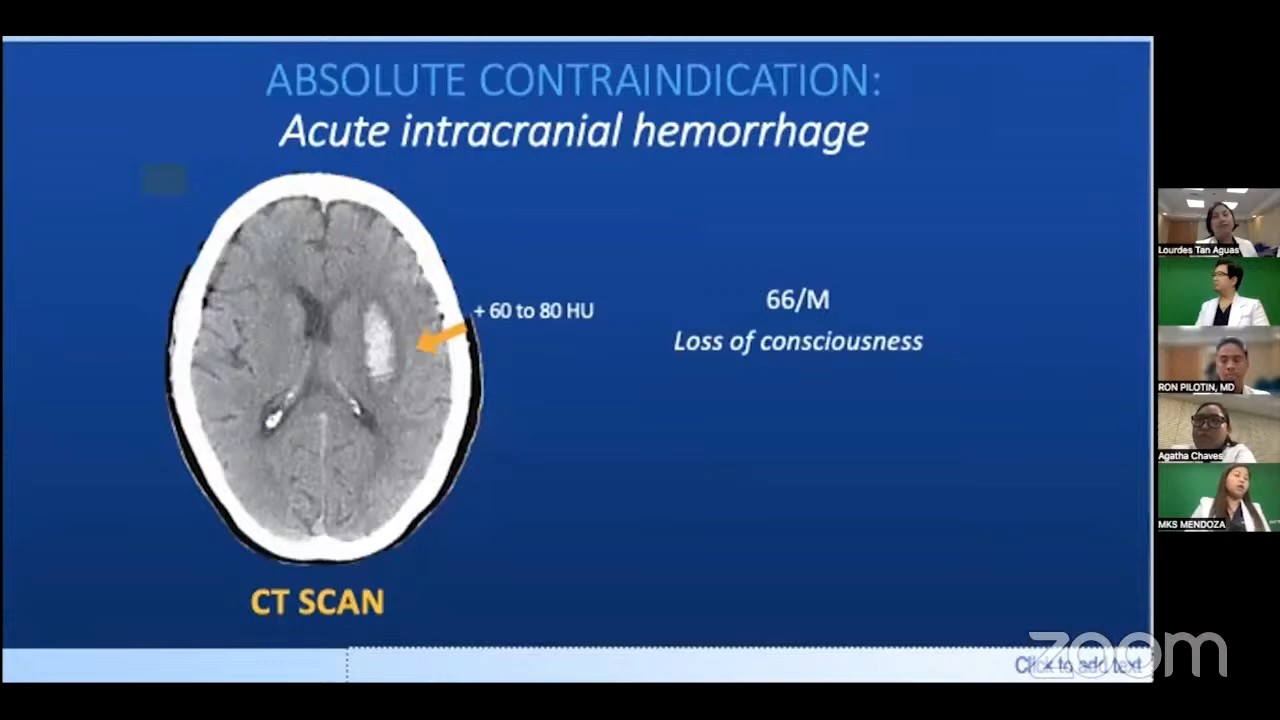 ABSOLUTE CONTRAINDICATION:
Acute intracranial hemorrhage
+ 60 to 80 HU
66/M
Loss of consciousness
CT SCAN
Click to add text
zoom
Lourdes Tan Aguas
RON PILOTIN, MD
Agatha Chaves
MKS MENDOZA